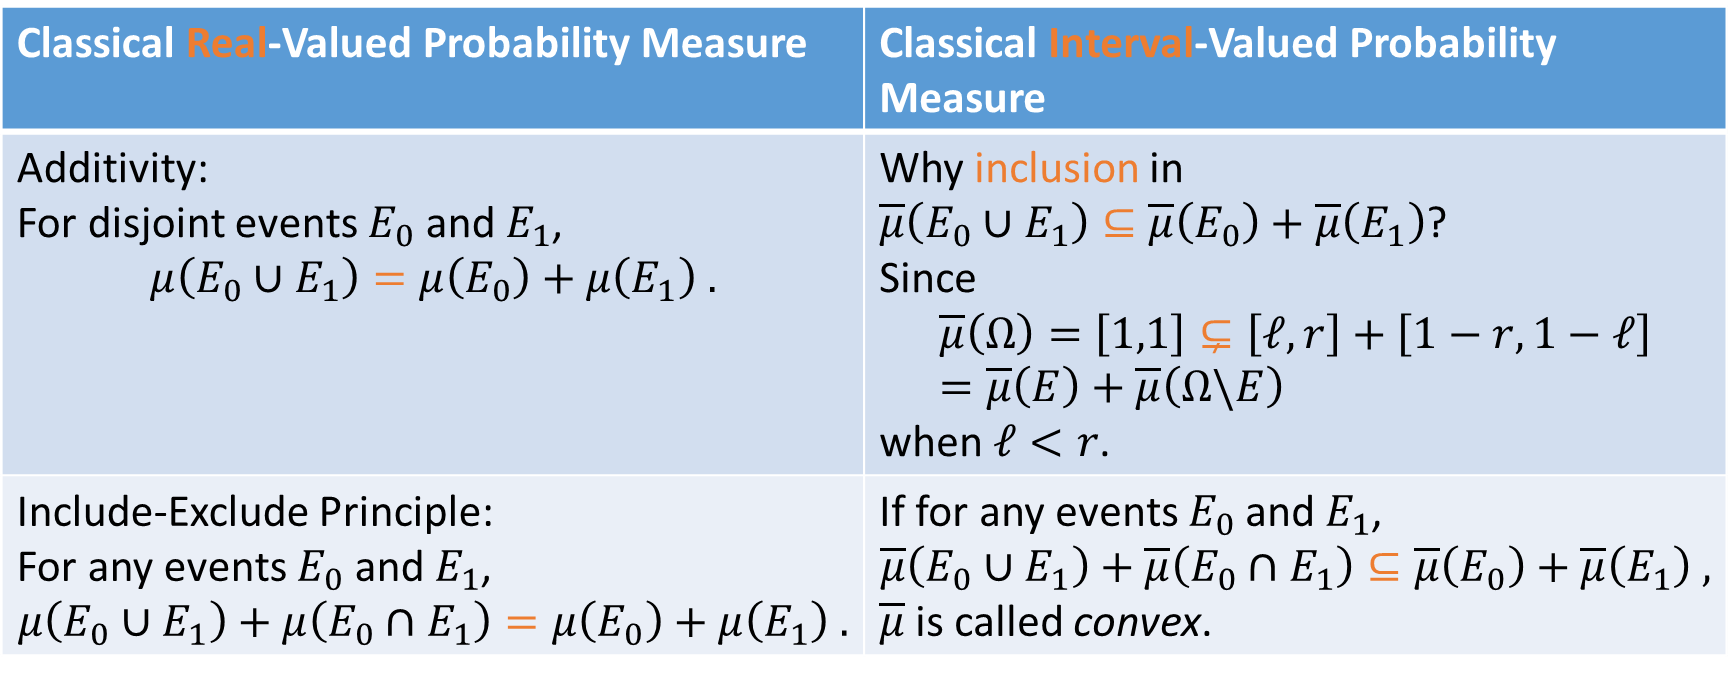 Classical Real-Valued Probability Measure
Classical Interval-Valued Probability
Measure
Additivity:
For disjoint events E₀ and E₁,
μ(E₀ ∪ E₁) = μ(E₀) + μ(E₁) .
Why inclusion in
μ̅(E₀ ∪ E₁) ⊆ μ̅(E₀) + μ̅(E₁)?
Since
μ̅(Ω) = [1,1] ⊊ [ℓ, r] + [1 − r, 1 − ℓ]
= μ̅(E) + μ̅(Ω\E)
when ℓ < r.
Include-Exclude Principle:
For any events E₀ and E₁,
μ(E₀ ∪ E₁) + μ(E₀ ∩ E₁) = μ(E₀) + μ(E₁) .
If for any events E₀ and E₁,
μ̅(E₀ ∪ E₁) + μ̅(E₀ ∩ E₁) ⊆ μ̅(E₀) + μ̅(E₁) ,
μ̅ is called convex.